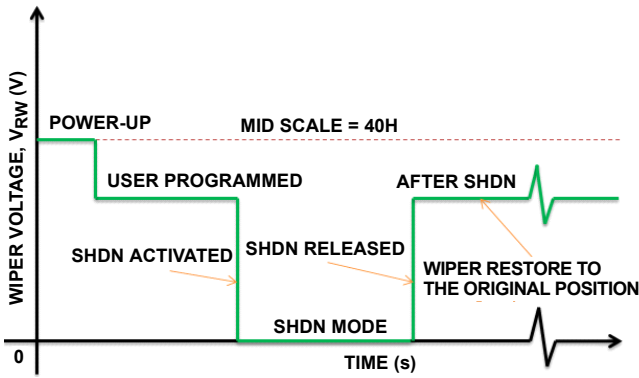 WIPER VOLTAGE, VRW (V)
POWER-UP
MID SCALE = 40H
USER PROGRAMMED
AFTER SHDN
SHDN ACTIVATED
SHDN RELEASED
WIPER RESTORE TO
THE ORIGINAL POSITION
SHDN MODE
0
TIME (s)